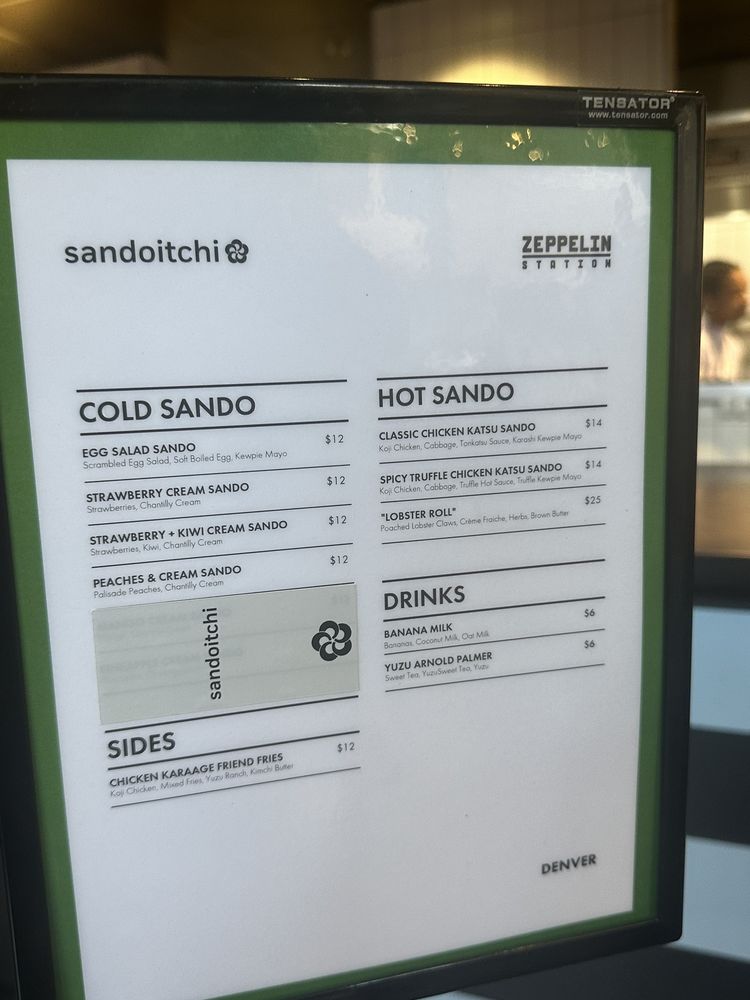 TENSATOR®
www.tensator.com
sandoitchi
ZEPPELIN
STATION
COLD SANDO
EGG SALAD SANDO $12
Scrambled Egg Salad, Soft Boiled Egg, Kewpie Mayo
STRAWBERRY CREAM SANDO $12
Strawberries, Chantilly Cream
STRAWBERRY + KIWI CREAM SANDO $12
Strawberries, Kiwi, Chantilly Cream
PEACHES & CREAM SANDO $12
Palisade Peaches, Chantilly Cream
sandoitchi
SIDES
CHICKEN KARAAGE FRIEND FRIES $12
Koji Chicken, Mixed Fries, Yuzu Ranch, Kimchi Butter
HOT SANDO
CLASSIC CHICKEN KATSU SANDO $14
Koji Chicken, Cabbage, Tonkatsu Sauce, Karashi Kewpie Mayo
SPICY TRUFFLE CHICKEN KATSU SANDO $14
Koji Chicken, Cabbage, Truffle Hot Sauce, Truffle Kewpie Mayo
"LOBSTER ROLL" $25
Poached Lobster Claws, Crème Fraiche, Herbs, Brown Butter
DRINKS
BANANA MILK $6
Bananas, Coconut Milk, Oat Milk
YUZU ARNOLD PALMER $6
Sweet Tea, YuzuSweet Tea, Yuzu
DENVER